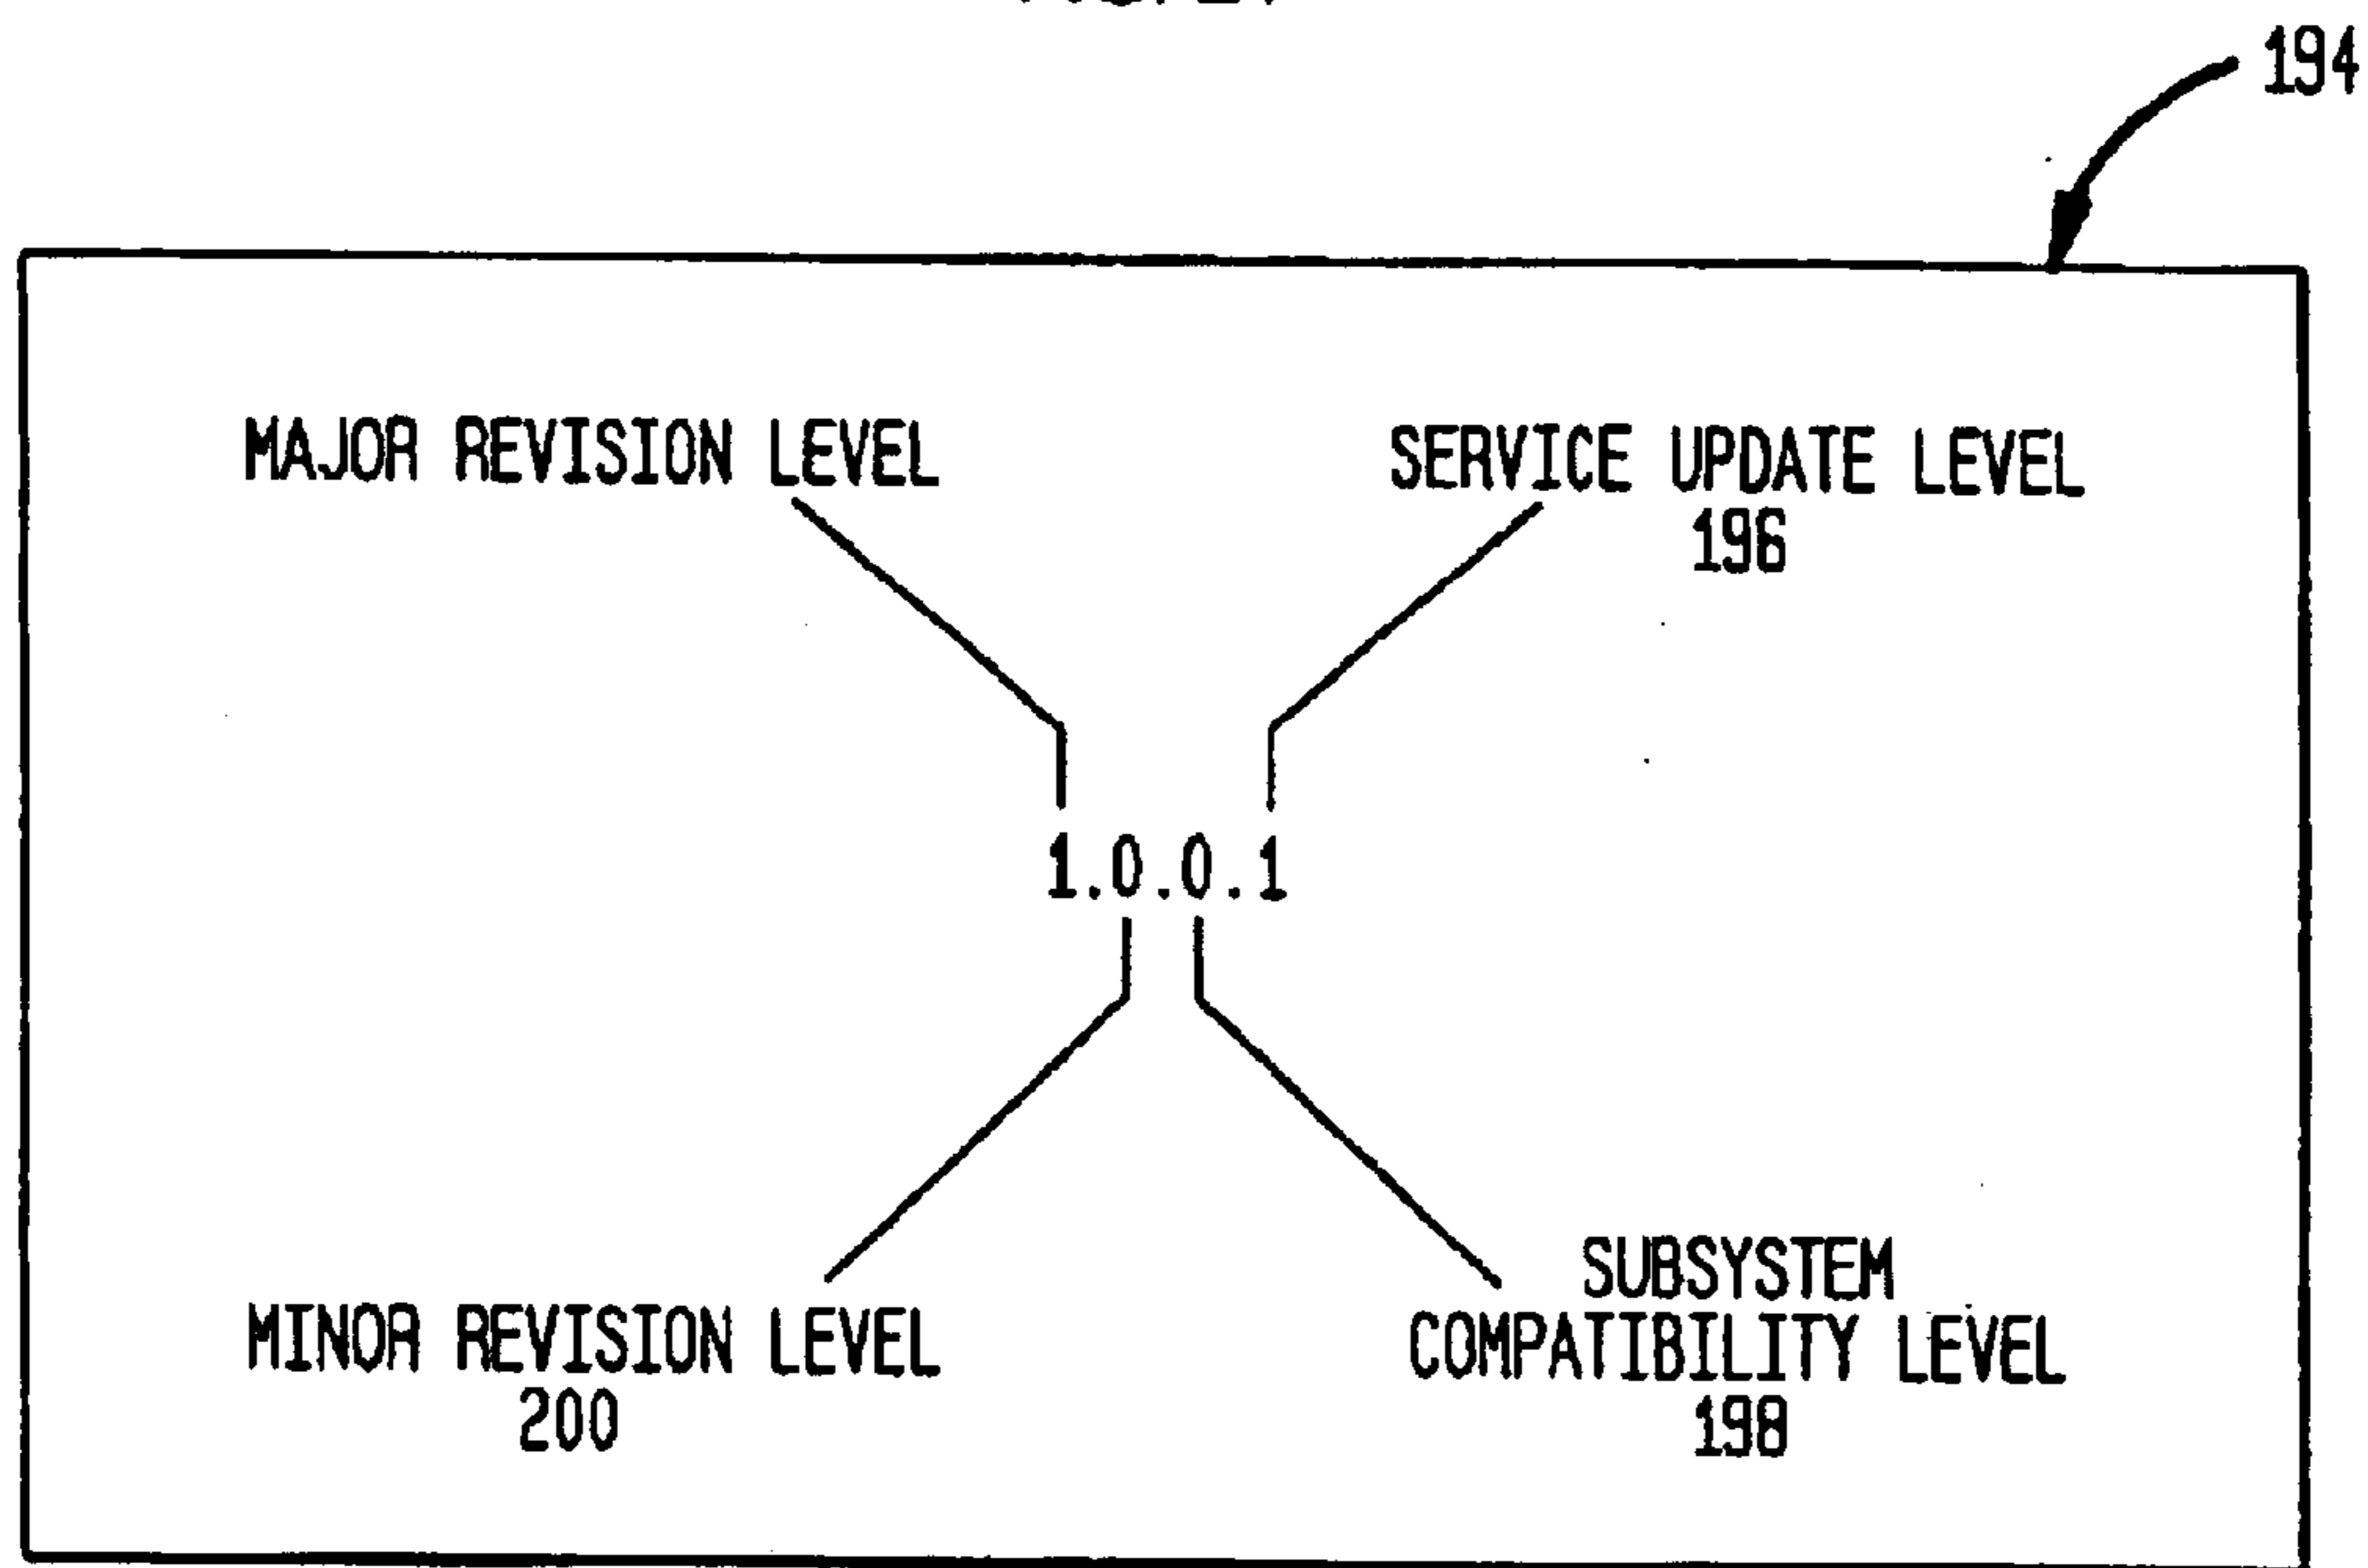 194
MAJOR REVISION LEVEL
SERVICE UPDATE LEVEL
196
1.0.0.1
MINOR REVISION LEVEL
200
SUBSYSTEM
COMPATIBILITY LEVEL
198